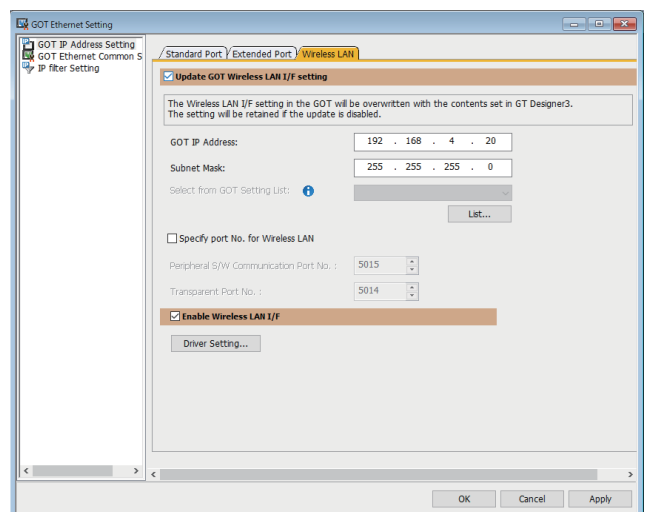 GOT Ethernet Setting
GOT IP Address Setting
GOT Ethernet Common S
IP filter Setting
Standard Port Extended Port Wireless LAN
Update GOT Wireless LAN I/F setting
The Wireless LAN I/F setting in the GOT will be overwritten with the contents set in GT Designer3.
The setting will be retained if the update is disabled.
GOT IP Address: 192 . 168 . 4 . 20
Subnet Mask: 255 . 255 . 255 . 0
Select from GOT Setting List:
List...
Specify port No. for Wireless LAN
Peripheral S/W Communication Port No. : 5015
Transparent Port No. : 5014
Enable Wireless LAN I/F
Driver Setting...
OK Cancel Apply